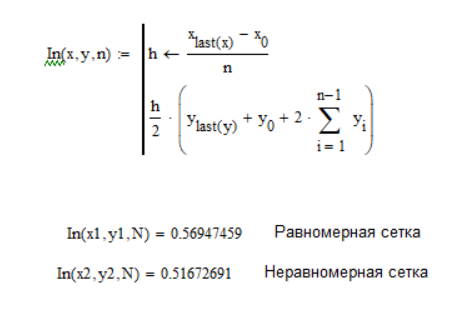 In(x,y,n) := | h ← (x_last(x) − x_0) / n
h/2 · (y_last(y) + y_0 + 2 · ∑_{i=1}^{n−1} y_i)
In(x1,y1,N) = 0.56947459 Равномерная сетка
In(x2,y2,N) = 0.51672691 Неравномерная сетка